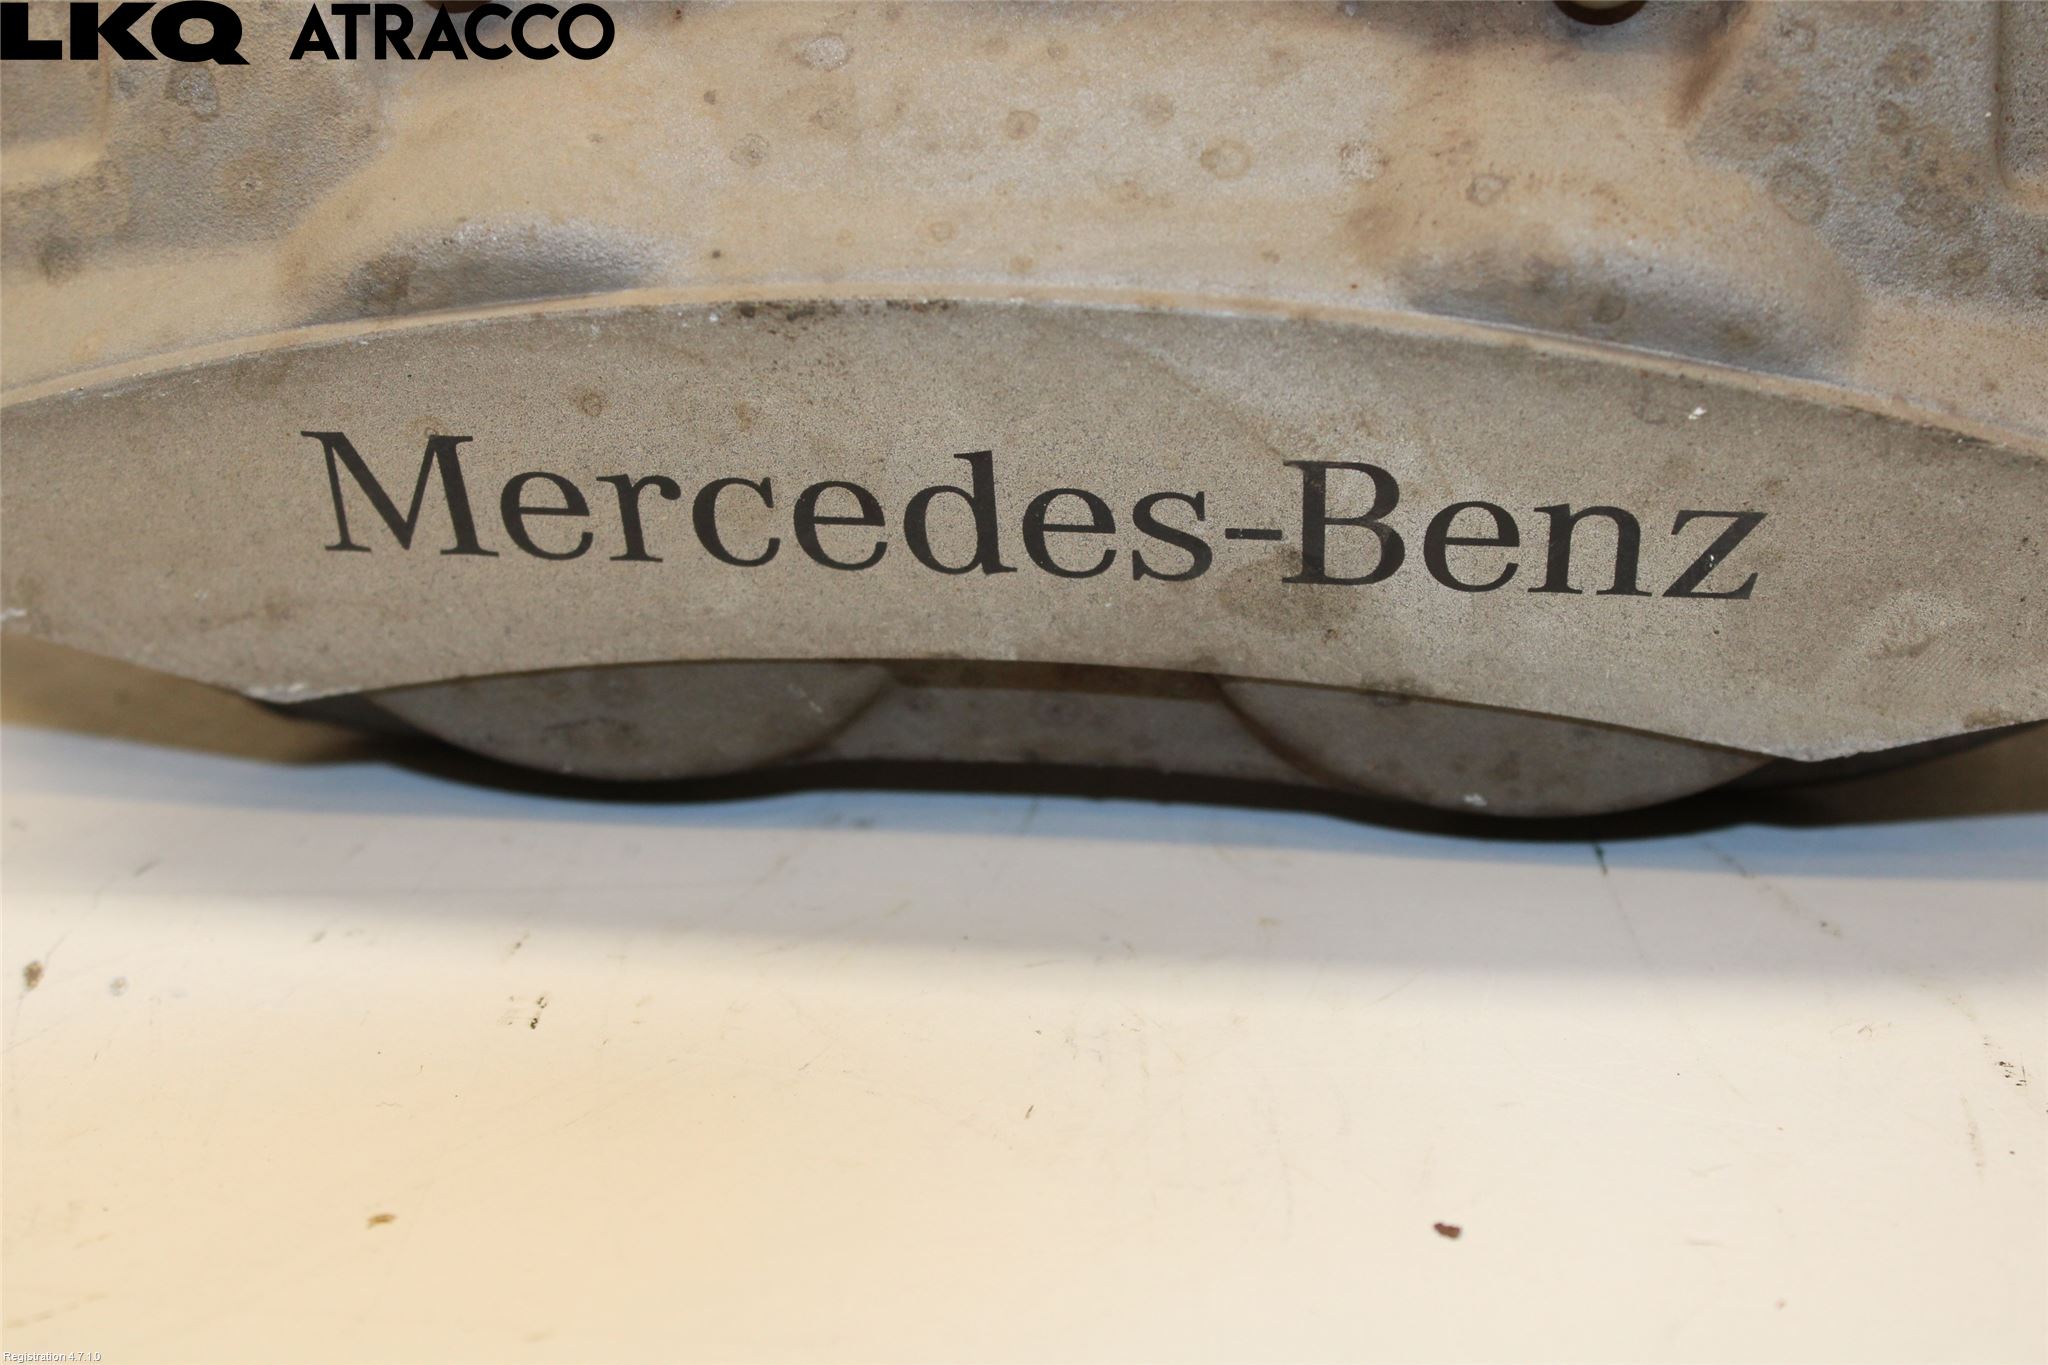 LKQ ATRACCO
Mercedes-Benz
Registration 4.7.1.0